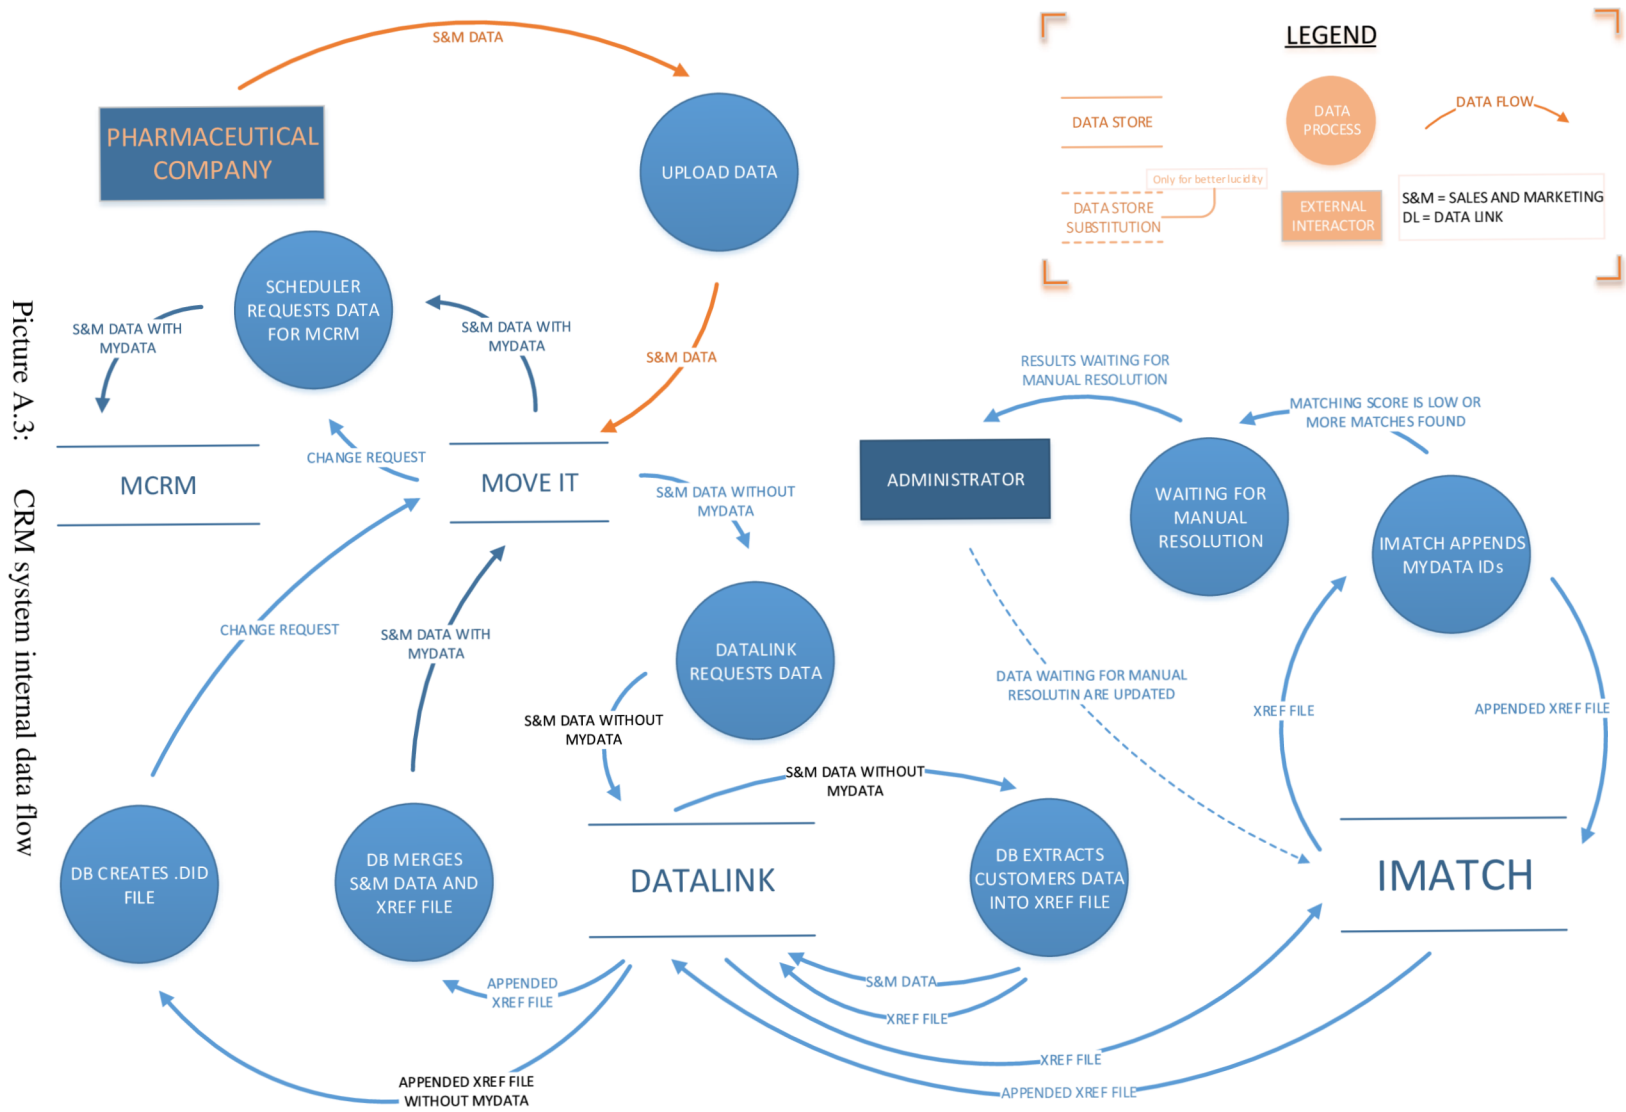 S&M DATA
PHARMACEUTICAL
COMPANY
UPLOAD DATA
LEGEND
DATA STORE
DATA
PROCESS
DATA FLOW
Only for better lucidity
DATA STORE
SUBSTITUTION
EXTERNAL
INTERACTOR
S&M = SALES AND MARKETING
DL = DATA LINK
SCHEDULER
REQUESTS DATA
FOR MCRM
S&M DATA WITH
MYDATA
S&M DATA WITH
MYDATA
S&M DATA
CHANGE REQUEST
MCRM
MOVE IT
S&M DATA WITHOUT
MYDATA
RESULTS WAITING FOR
MANUAL RESOLUTION
MATCHING SCORE IS LOW OR
MORE MATCHES FOUND
ADMINISTRATOR
WAITING FOR
MANUAL
RESOLUTION
IMATCH APPENDS
MYDATA IDs
CHANGE REQUEST
S&M DATA WITH
MYDATA
DATALINK
REQUESTS DATA
DATA WAITING FOR MANUAL
RESOLUTIN ARE UPDATED
XREF FILE
APPENDED XREF FILE
S&M DATA WITHOUT
MYDATA
S&M DATA WITHOUT
MYDATA
DB CREATES .DID
FILE
DB MERGES
S&M DATA AND
XREF FILE
DATALINK
DB EXTRACTS
CUSTOMERS DATA
INTO XREF FILE
IMATCH
APPENDED
XREF FILE
S&M DATA
XREF FILE
XREF FILE
APPENDED XREF FILE
APPENDED XREF FILE
WITHOUT MYDATA
Picture A.3: CRM system internal data flow